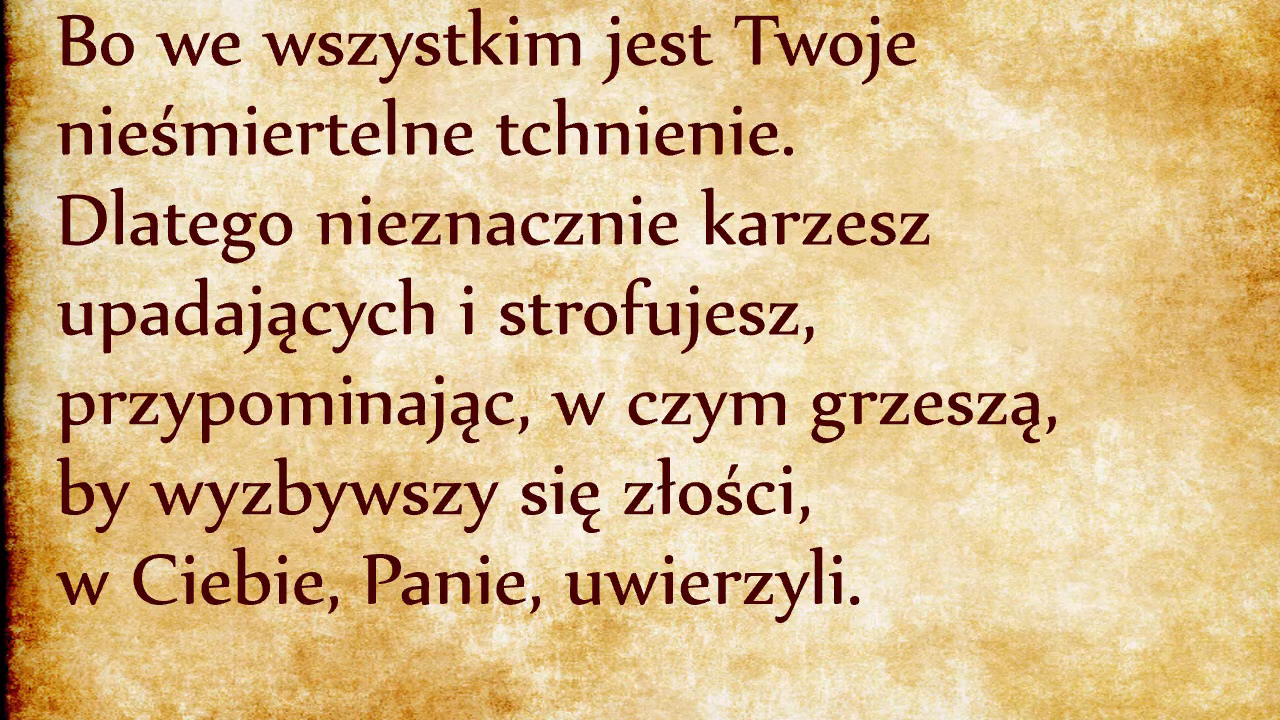 Bo we wszystkim jest Twoje
nieśmiertelne tchnienie.
Dlatego nieznacznie karzesz
upadających i strofujesz,
przypominając, w czym grzeszą,
by wyzbywszy się złości,
w Ciebie, Panie, uwierzyli.